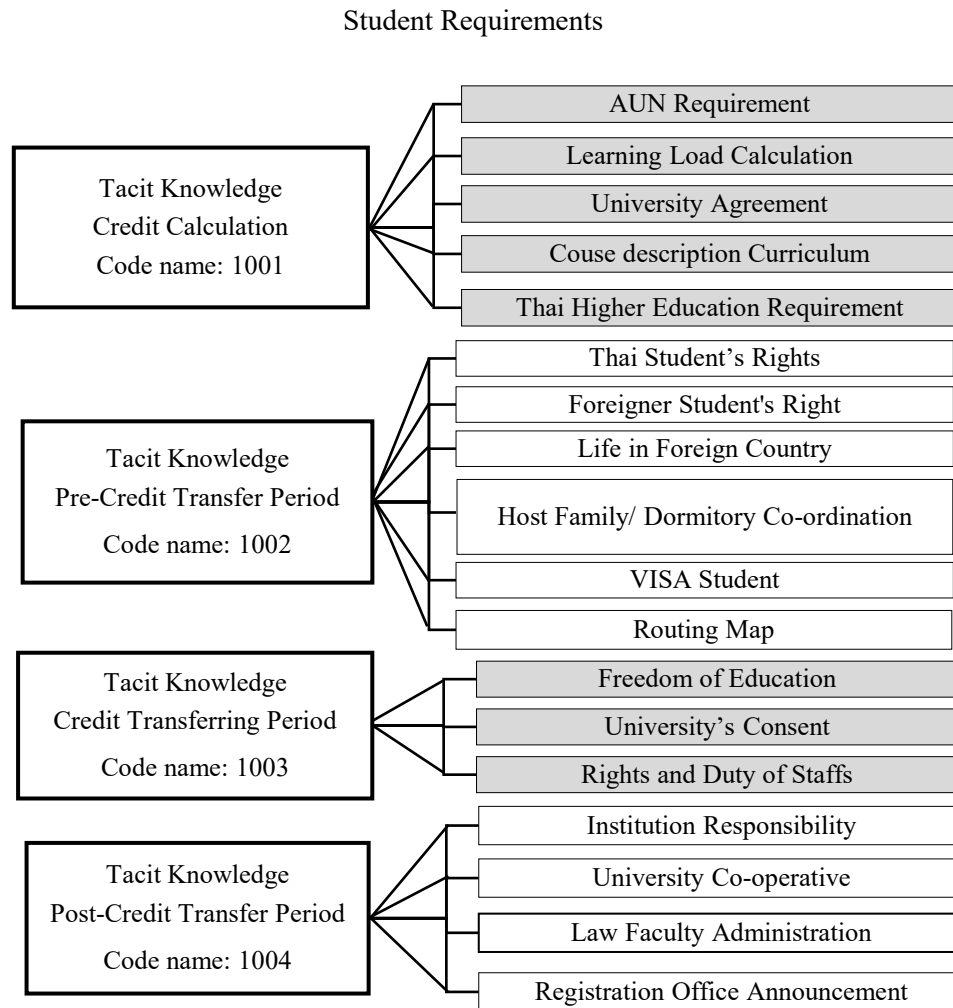 Student Requirements
Tacit Knowledge
Credit Calculation
Code name: 1001
AUN Requirement
Learning Load Calculation
University Agreement
Couse description Curriculum
Thai Higher Education Requirement
Tacit Knowledge
Pre-Credit Transfer Period
Code name: 1002
Thai Student’s Rights
Foreigner Student's Right
Life in Foreign Country
Host Family/ Dormitory Co-ordination
VISA Student
Routing Map
Tacit Knowledge
Credit Transferring Period
Code name: 1003
Freedom of Education
University’s Consent
Rights and Duty of Staffs
Tacit Knowledge
Post-Credit Transfer Period
Code name: 1004
Institution Responsibility
University Co-operative
Law Faculty Administration
Registration Office Announcement